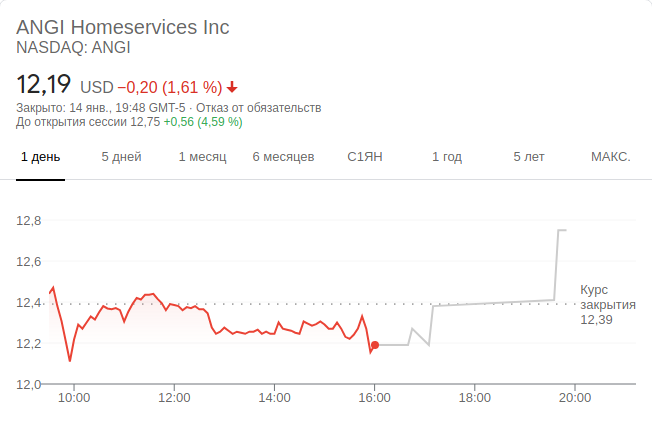 ANGI Homeservices Inc
NASDAQ: ANGI
12,19 USD −0,20 (1,61 %)
Закрыто: 14 янв., 19:48 GMT-5 · Отказ от обязательств
До открытия сессии 12,75 +0,56 (4,59 %)
1 день 5 дней 1 месяц 6 месяцев С1ЯН 1 год 5 лет МАКС.
12,8
12,6
12,4
12,2
12,0
Курс
закрытия
12,39
10:00 12:00 14:00 16:00 18:00 20:00